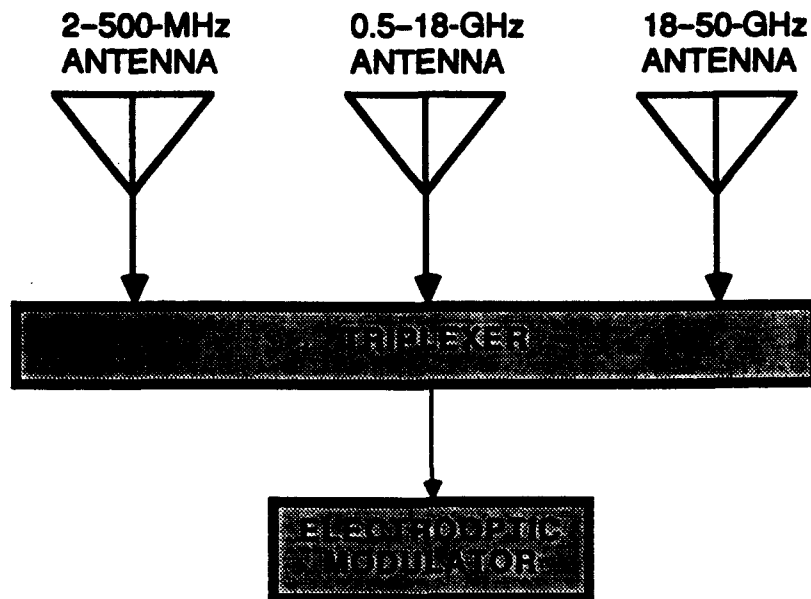 2–500-MHz
ANTENNA
0.5–18-GHz
ANTENNA
18–50-GHz
ANTENNA
TRIPLEXER
ELECTROOPTIC
MODULATOR